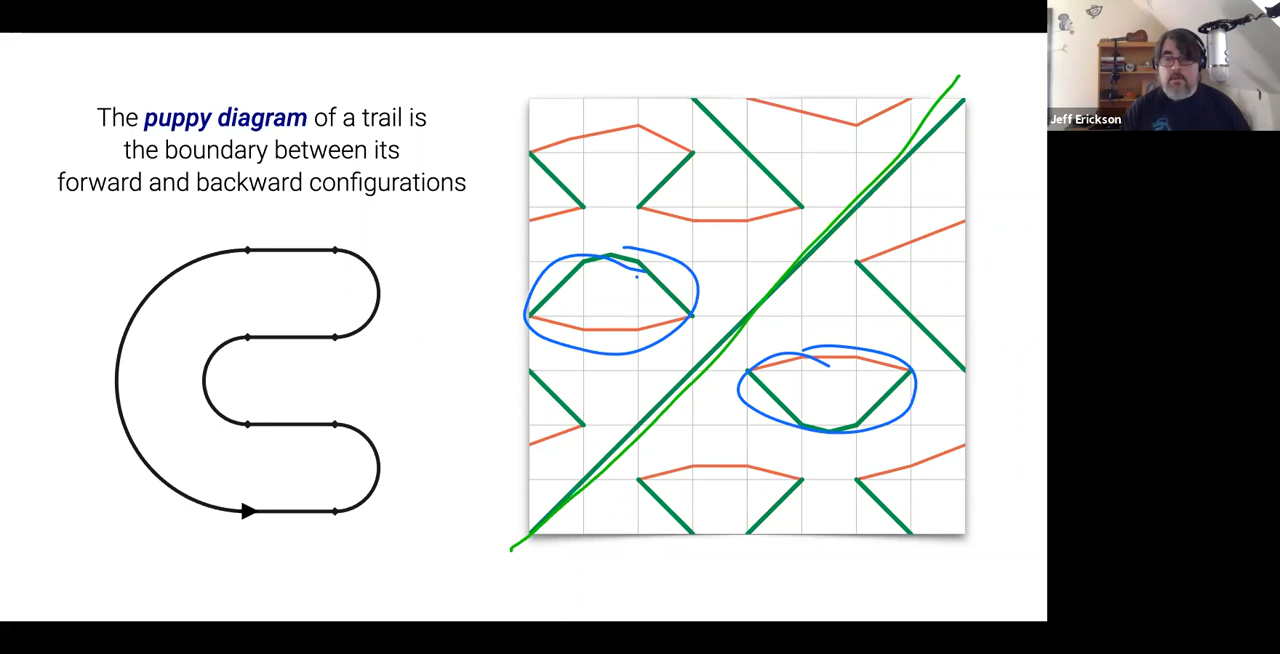 The puppy diagram of a trail is
the boundary between its
forward and backward configurations
Jeff Erickson